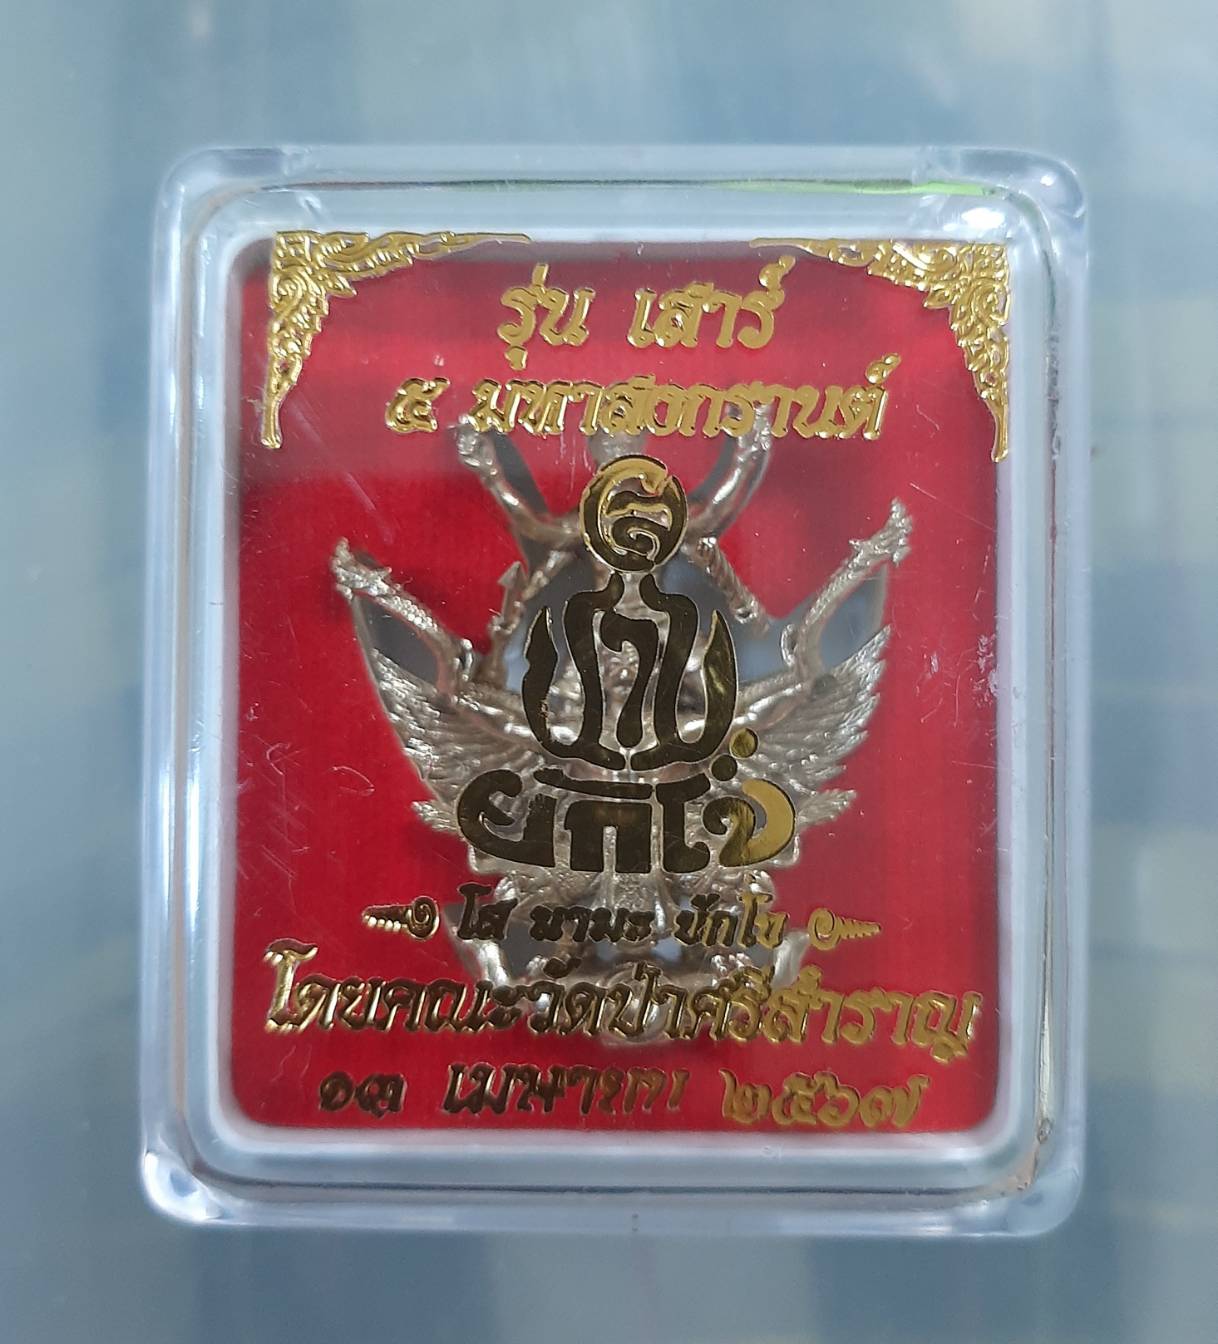 รุ่น เสาร์
๕ มหาสงกรานต์
ยักโข
โส นามะ ยักโข
โดยคณะวัดป่าศรีสำราญ
๑๓ เมษายน ๒๕๖๗